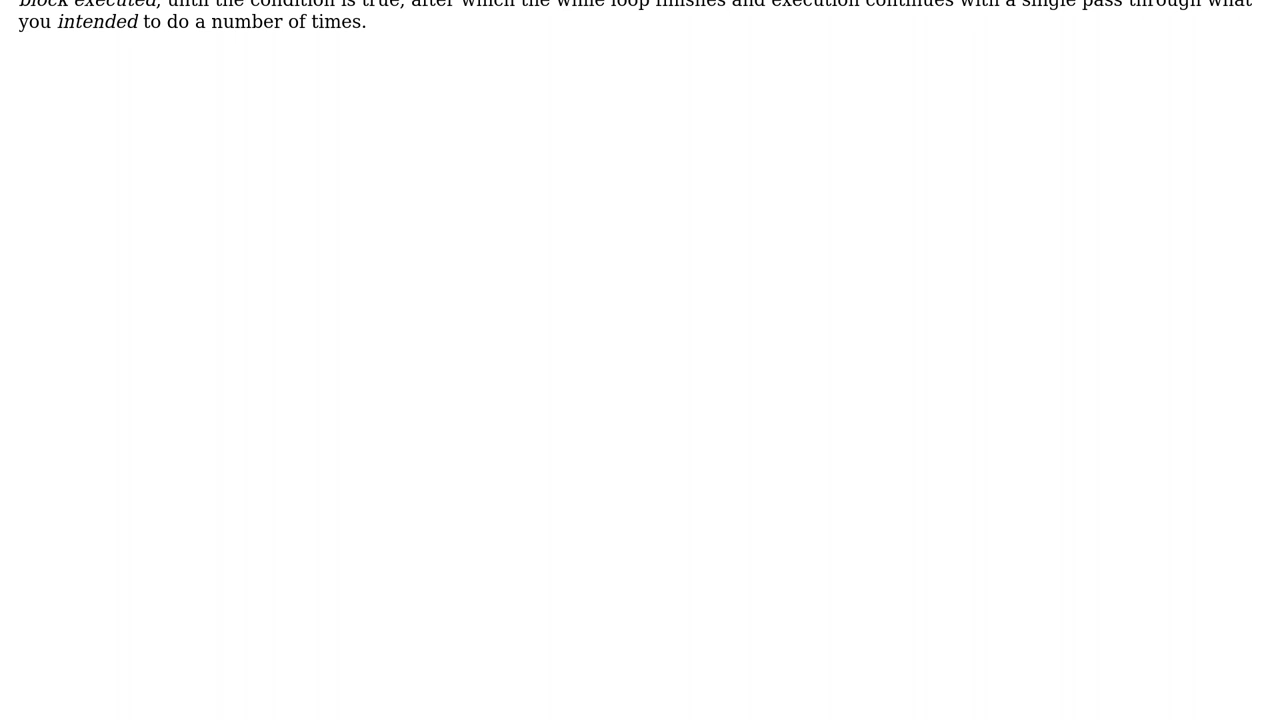 block executed, until the condition is true, after which the while loop finishes and execution continues with a single pass through what
you intended to do a number of times.